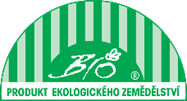 BIO ®
PRODUKT EKOLOGICKÉHO ZEMĚDĚLSTVÍ